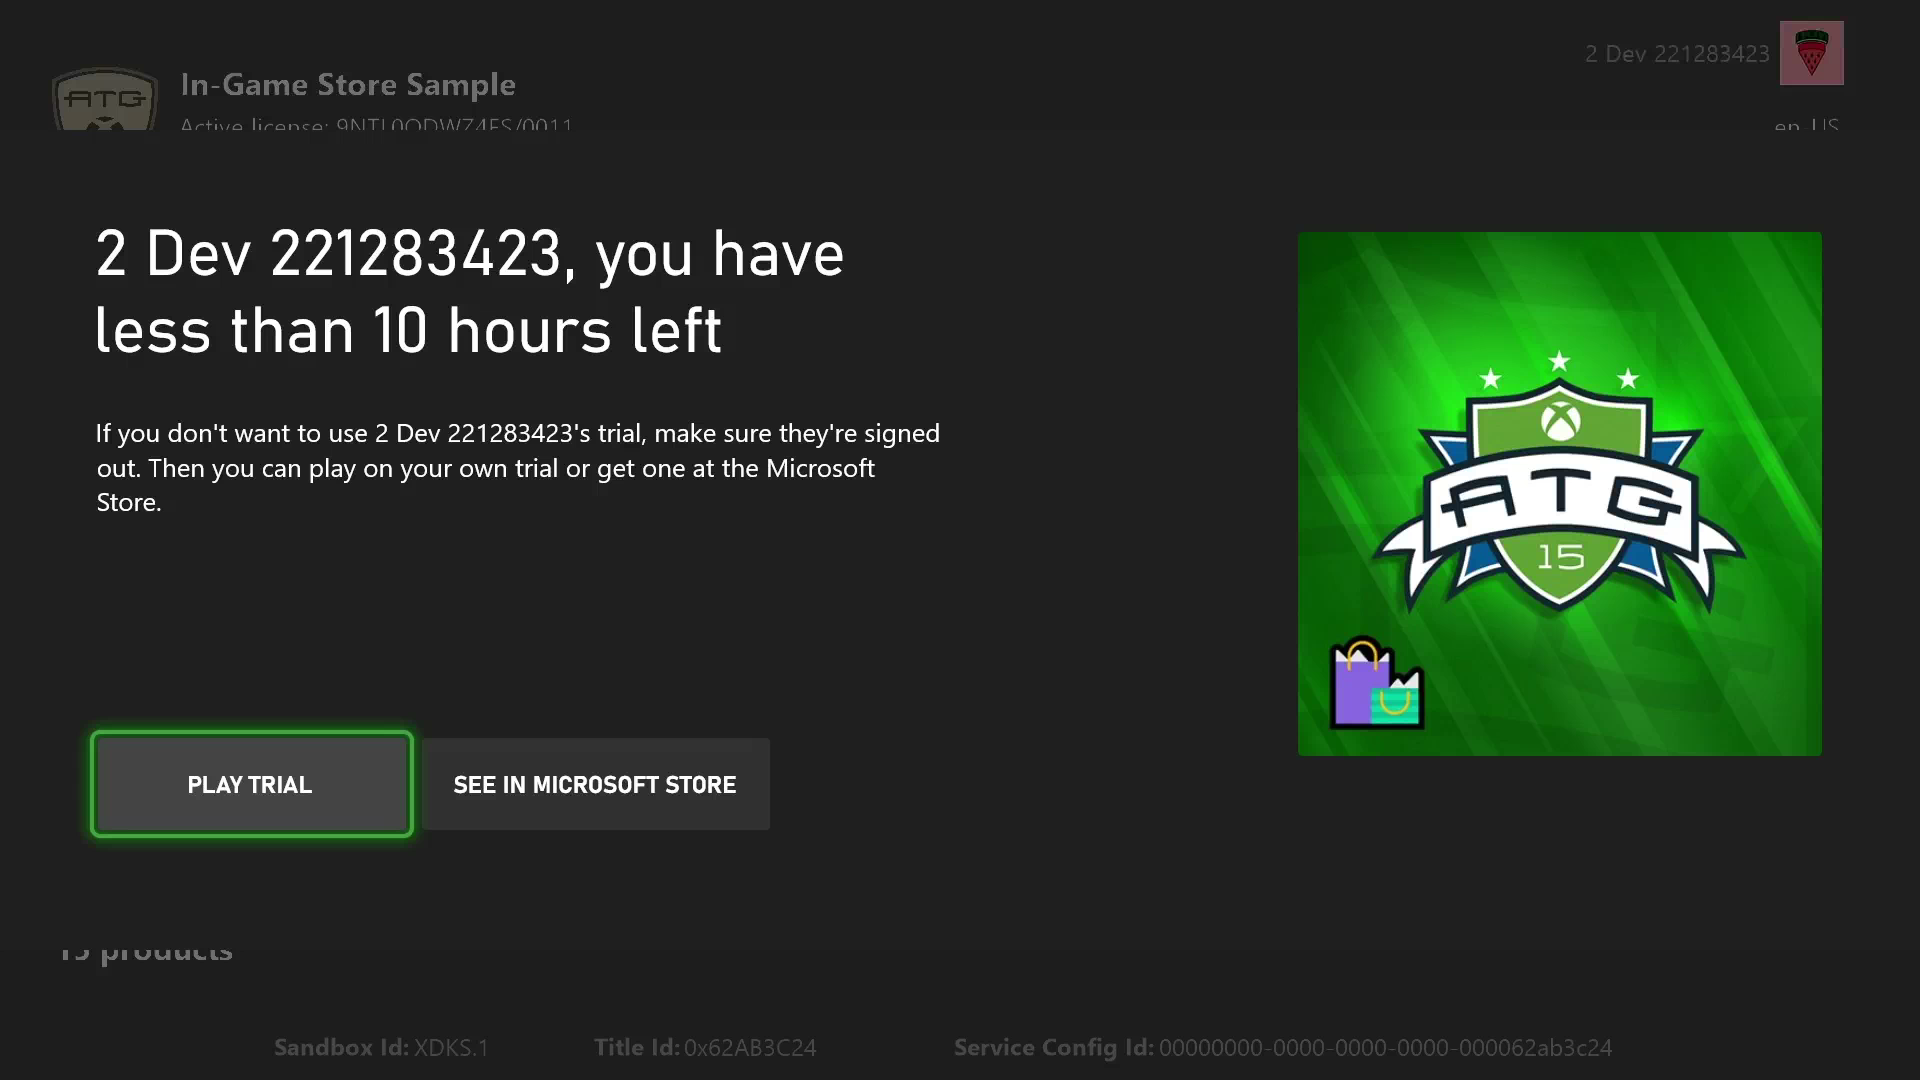 2 Dev 221283423
In-Game Store Sample
Active license: 9NTL0QDWZ4FS/0011
en-US
ATG
2 Dev 221283423, you have
less than 10 hours left
If you don't want to use 2 Dev 221283423's trial, make sure they're signed
out. Then you can play on your own trial or get one at the Microsoft
Store.
ATG
15
PLAY TRIAL
SEE IN MICROSOFT STORE
products
Sandbox Id: XDKS.1
Title Id: 0x62AB3C24
Service Config Id: 00000000-0000-0000-0000-000062ab3c24